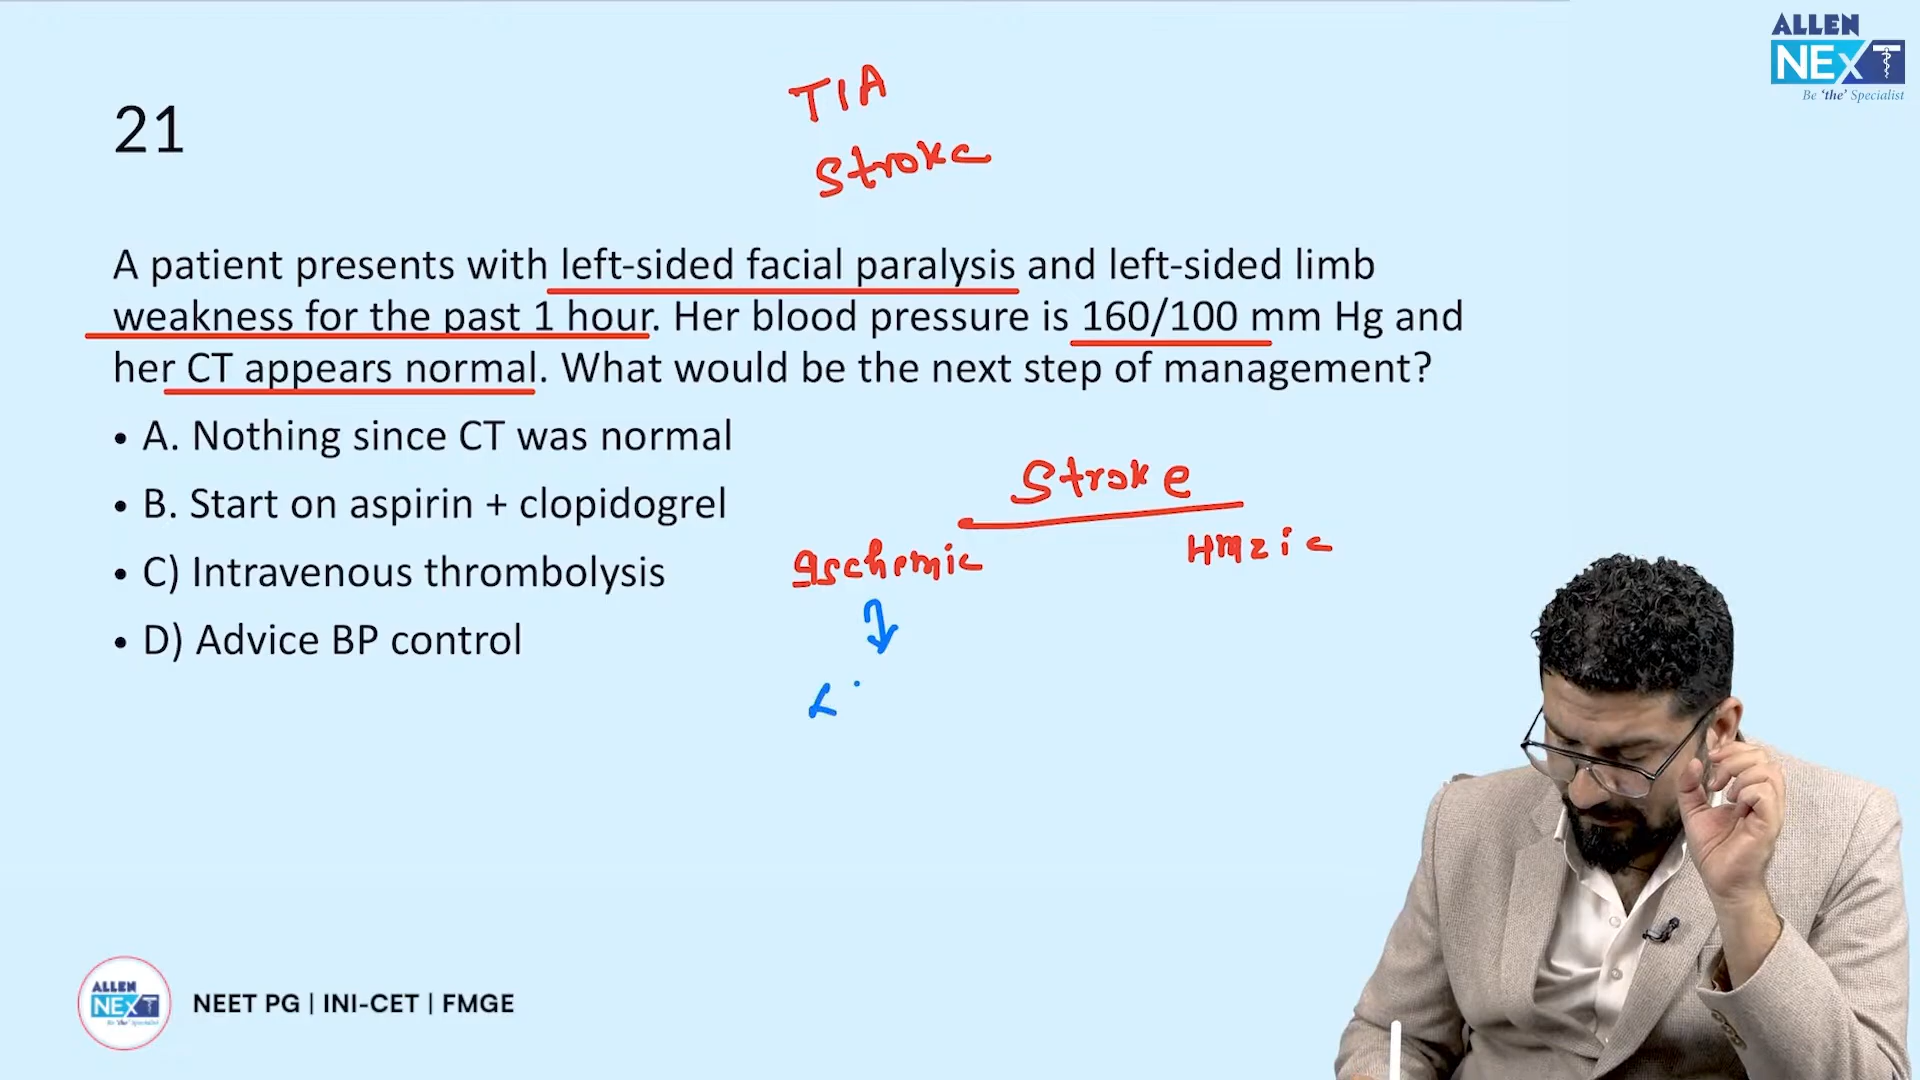 ALLEN
NEXT
Be 'the' Specialist
TIA
Stroke
21
A patient presents with left-sided facial paralysis and left-sided limb
weakness for the past 1 hour. Her blood pressure is 160/100 mm Hg and
her CT appears normal. What would be the next step of management?
• A. Nothing since CT was normal
• B. Start on aspirin + clopidogrel
• C) Intravenous thrombolysis
• D) Advice BP control
Stroke
Ischemic
Hmzic
<
ALLEN
NEXT
Be 'the' Specialist
NEET PG | INI-CET | FMGE